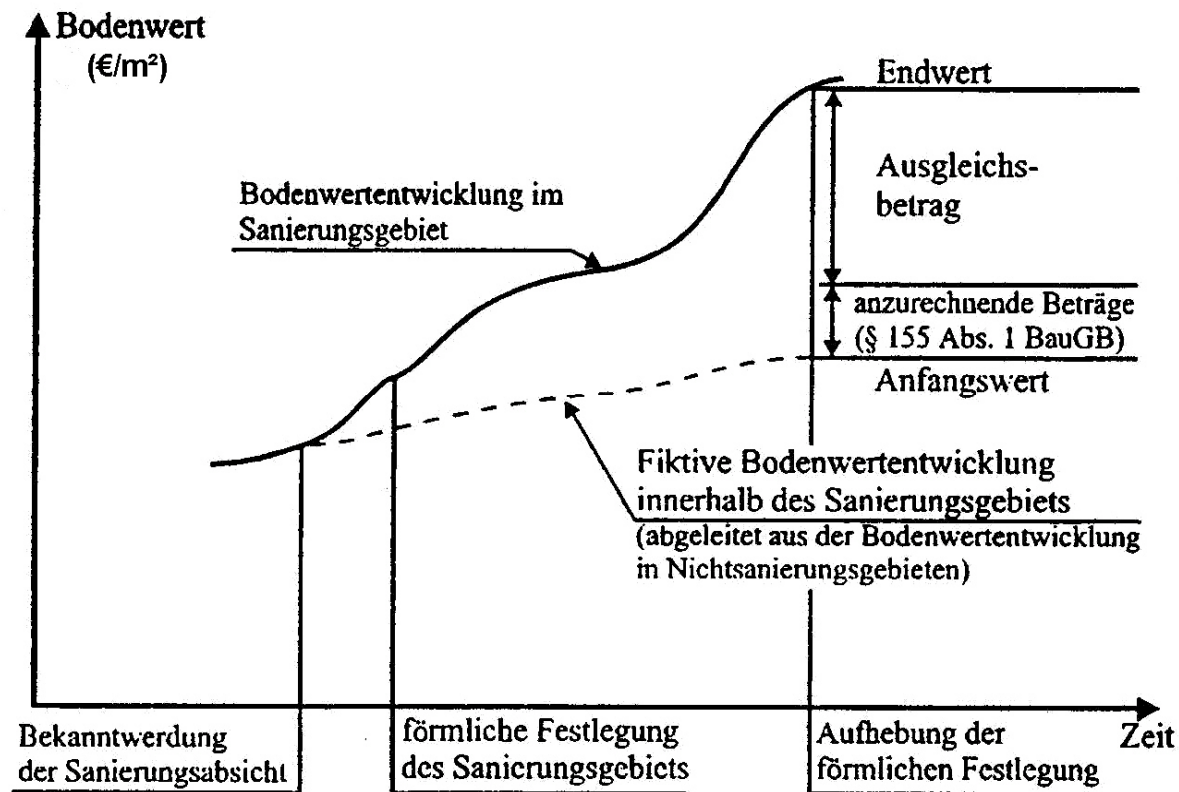 Bodenwert
(€/m²)
Endwert
Ausgleichs-
betrag
Bodenwertentwicklung im
Sanierungsgebiet
anzurechnende Beträge
(§ 155 Abs. 1 BauGB)
Anfangswert
Fiktive Bodenwertentwicklung
innerhalb des Sanierungsgebiets
(abgeleitet aus der Bodenwertentwicklung
in Nichtsanierungsgebieten)
Zeit
Bekanntwerdung
der Sanierungsabsicht
förmliche Festlegung
des Sanierungsgebiets
Aufhebung der
förmlichen Festlegung